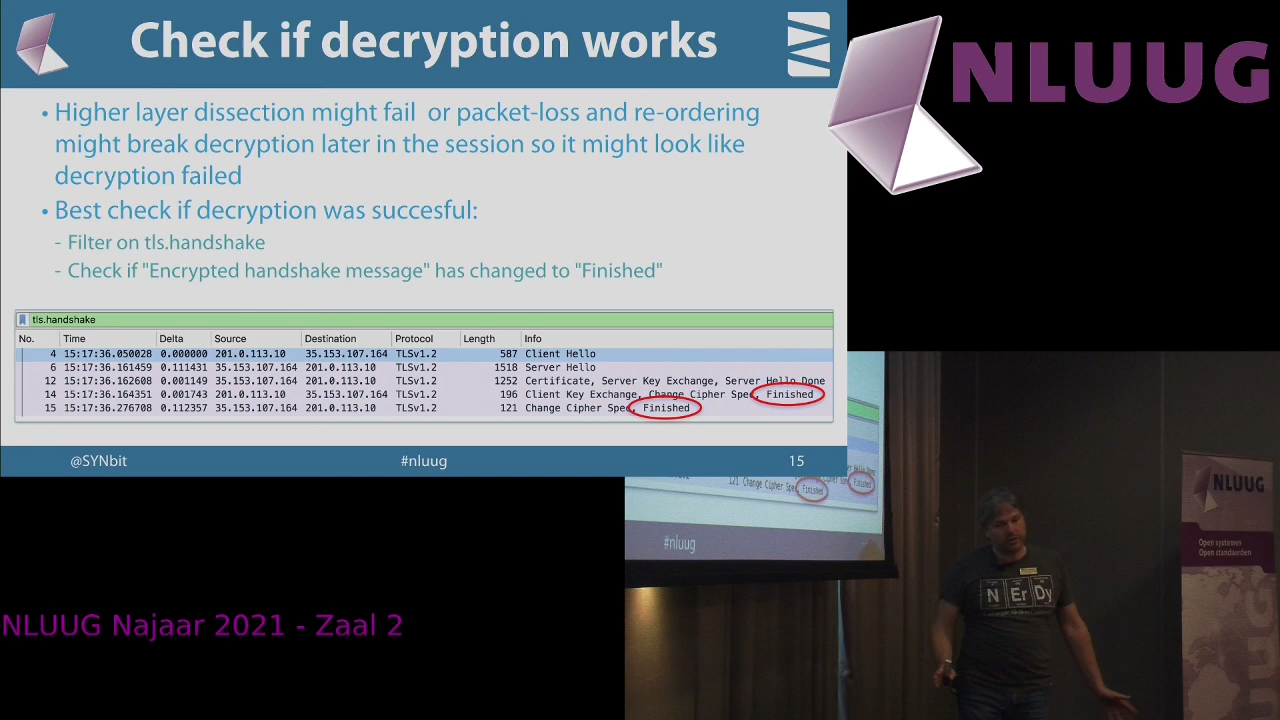 Check if decryption works
NLUUG
• Higher layer dissection might fail or packet-loss and re-ordering
might break decryption later in the session so it might look like
decryption failed
• Best check if decryption was succesful:
- Filter on tls.handshake
- Check if "Encrypted handshake message" has changed to "Finished"
tls.handshake
No. Time Delta Source Destination Protocol Length Info
4 15:17:36.050028 0.000000 201.0.113.10 35.153.107.164 TLSv1.2 587 Client Hello
6 15:17:36.161459 0.111431 35.153.107.164 201.0.113.10 TLSv1.2 1518 Server Hello
12 15:17:36.162608 0.001149 35.153.107.164 201.0.113.10 TLSv1.2 1252 Certificate, Server Key Exchange, Server Hello Done
14 15:17:36.164351 0.001743 201.0.113.10 35.153.107.164 TLSv1.2 196 Client Key Exchange, Change Cipher Spec, Finished
15 15:17:36.276708 0.112357 35.153.107.164 201.0.113.10 TLSv1.2 121 Change Cipher Spec, Finished
@SYNbit #nluug 15
121 Change Cipher Spec, Finished
Finished
#nluug
NLUUG
Open systemen
Open standaarden
N Er Dy
NLUUG Najaar 2021 - Zaal 2